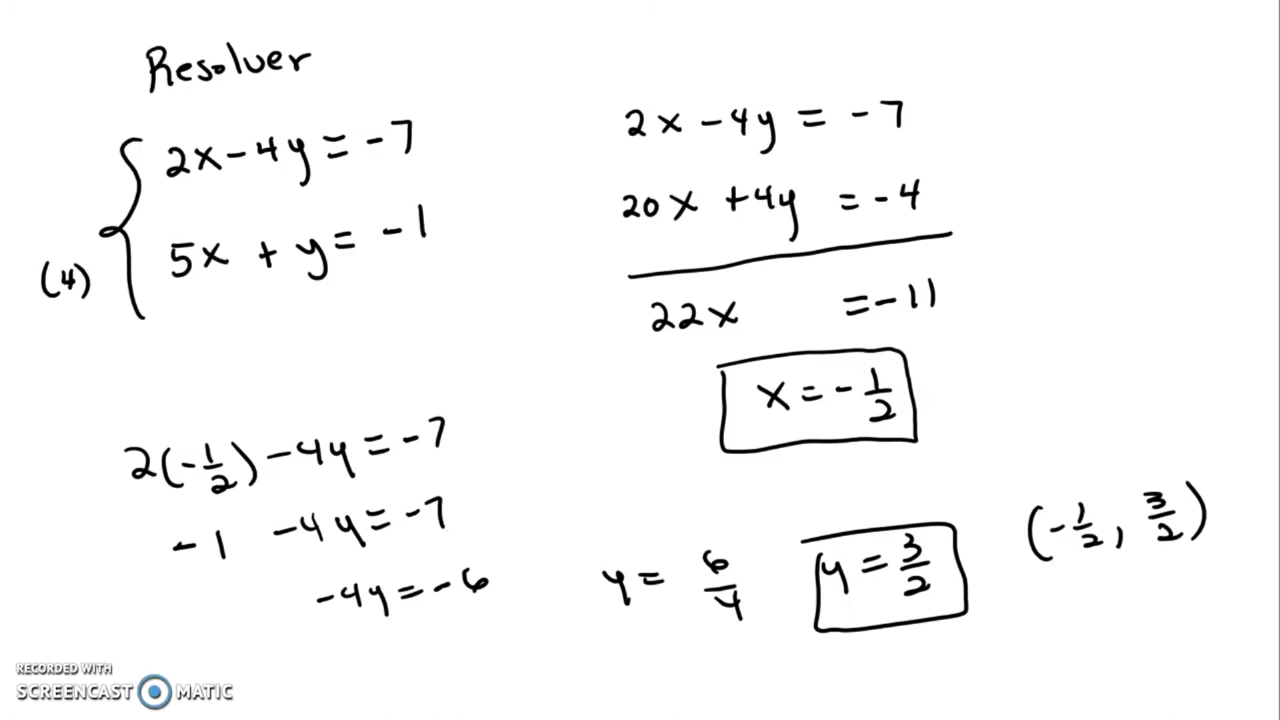 Resolver
2x - 4y = -7
5x + y = -1
(4)
2x - 4y = -7
20x + 4y = -4
22x = -11
x = -1/2
2(-1/2) - 4y = -7
-1 - 4y = -7
-4y = -6
y = 6/4
y = 3/2
(-1/2, 3/2)
RECORDED WITH
SCREENCAST MATIC